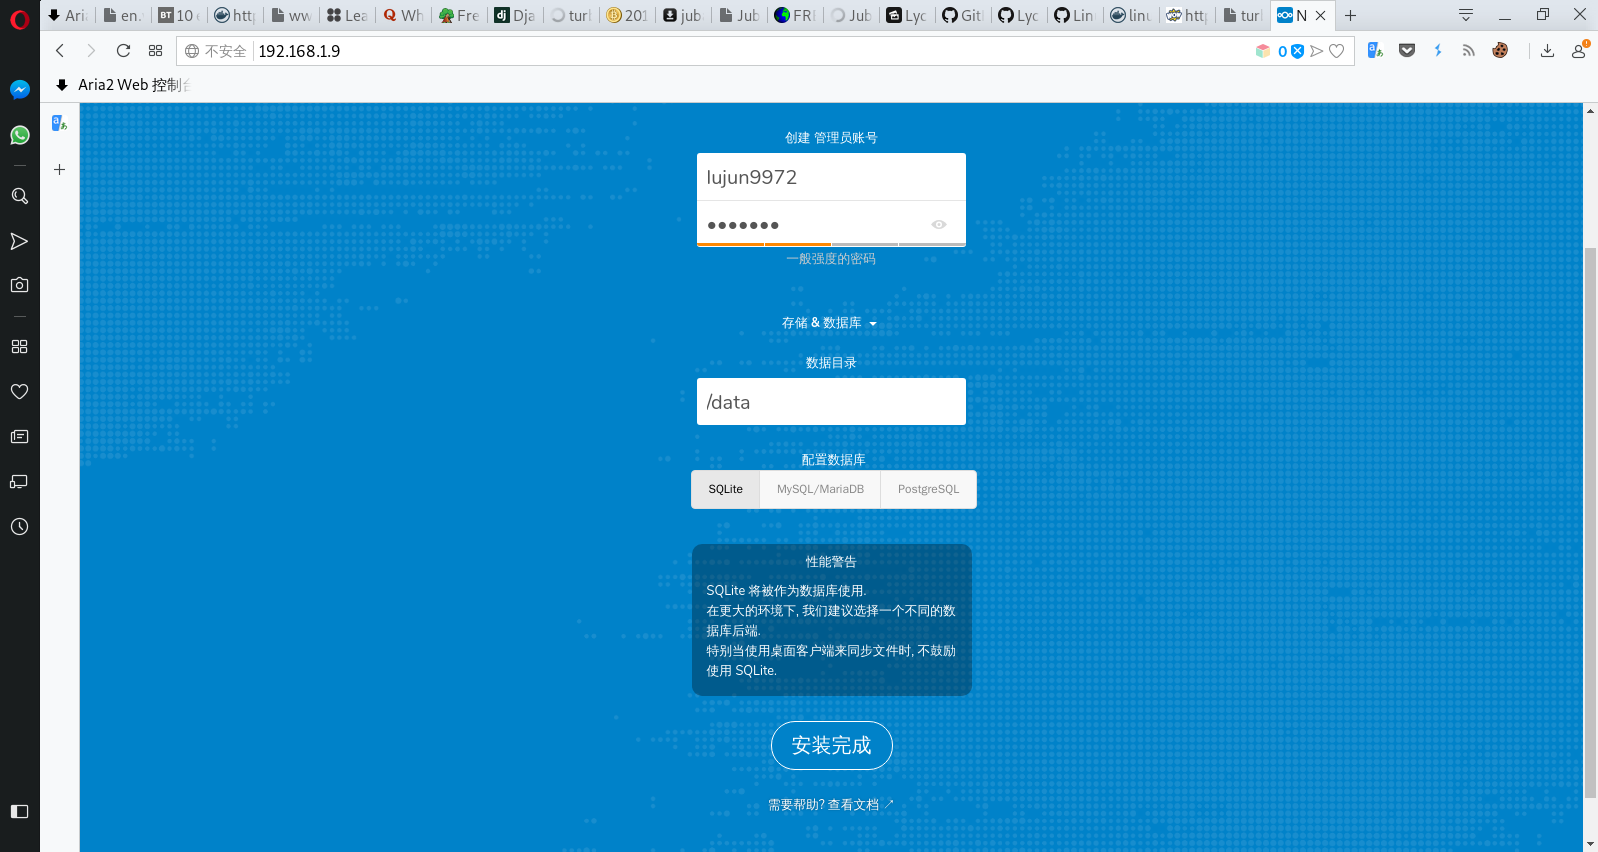 Aria
en.
BT 10
http
ww
Lea
Q Wh
Fre
dj Dja
turl
201
jub
Jub
FRI
Jub
Lyc
Git
Lyc
Lin
linu
http
turl
N
不安全 192.168.1.9
0
Aria2 Web 控制台
创建 管理员账号
lujun9972
●●●●●●●
一般强度的密码
存储 & 数据库
数据目录
/data
配置数据库
SQLite MySQL/MariaDB PostgreSQL
性能警告
SQLite 将被作为数据库使用.
在更大的环境下, 我们建议选择一个不同的数
据库后端.
特别当使用桌面客户端来同步文件时, 不鼓励
使用 SQLite.
安装完成
需要帮助? 查看文档 ↗